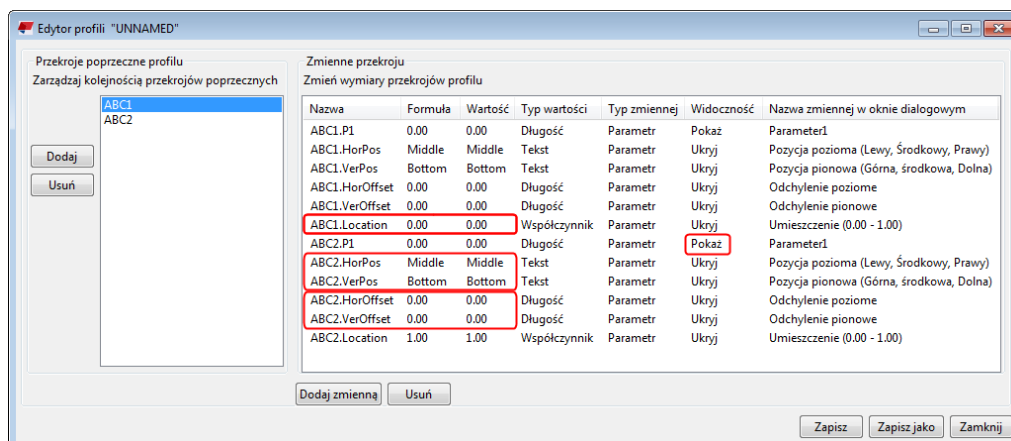 Edytor profili "UNNAMED"
Przekroje poprzeczne profilu
Zarządzaj kolejnością przekrojów poprzecznych
ABC1
ABC2
Dodaj
Usuń
Zmienne przekroju
Zmień wymiary przekrojów profilu
Nazwa Formuła Wartość Typ wartości Typ zmiennej Widoczność Nazwa zmiennej w oknie dialogowym
ABC1.P1 0.00 0.00 Długość Parametr Pokaż Parameter1
ABC1.HorPos Middle Middle Tekst Parametr Ukryj Pozycja pozioma (Lewy, Środkowy, Prawy)
ABC1.VerPos Bottom Bottom Tekst Parametr Ukryj Pozycja pionowa (Górna, środkowa, Dolna)
ABC1.HorOffset 0.00 0.00 Długość Parametr Ukryj Odchylenie poziome
ABC1.VerOffset 0.00 0.00 Długość Parametr Ukryj Odchylenie pionowe
ABC1.Location 0.00 0.00 Współczynnik Parametr Ukryj Umieszczenie (0.00 - 1.00)
ABC2.P1 0.00 0.00 Długość Parametr Pokaż Parameter1
ABC2.HorPos Middle Middle Tekst Parametr Ukryj Pozycja pozioma (Lewy, Środkowy, Prawy)
ABC2.VerPos Bottom Bottom Tekst Parametr Ukryj Pozycja pionowa (Górna, środkowa, Dolna)
ABC2.HorOffset 0.00 0.00 Długość Parametr Ukryj Odchylenie poziome
ABC2.VerOffset 0.00 0.00 Długość Parametr Ukryj Odchylenie pionowe
ABC2.Location 1.00 1.00 Współczynnik Parametr Ukryj Umieszczenie (0.00 - 1.00)
Dodaj zmienną Usuń
Zapisz Zapisz jako Zamknij